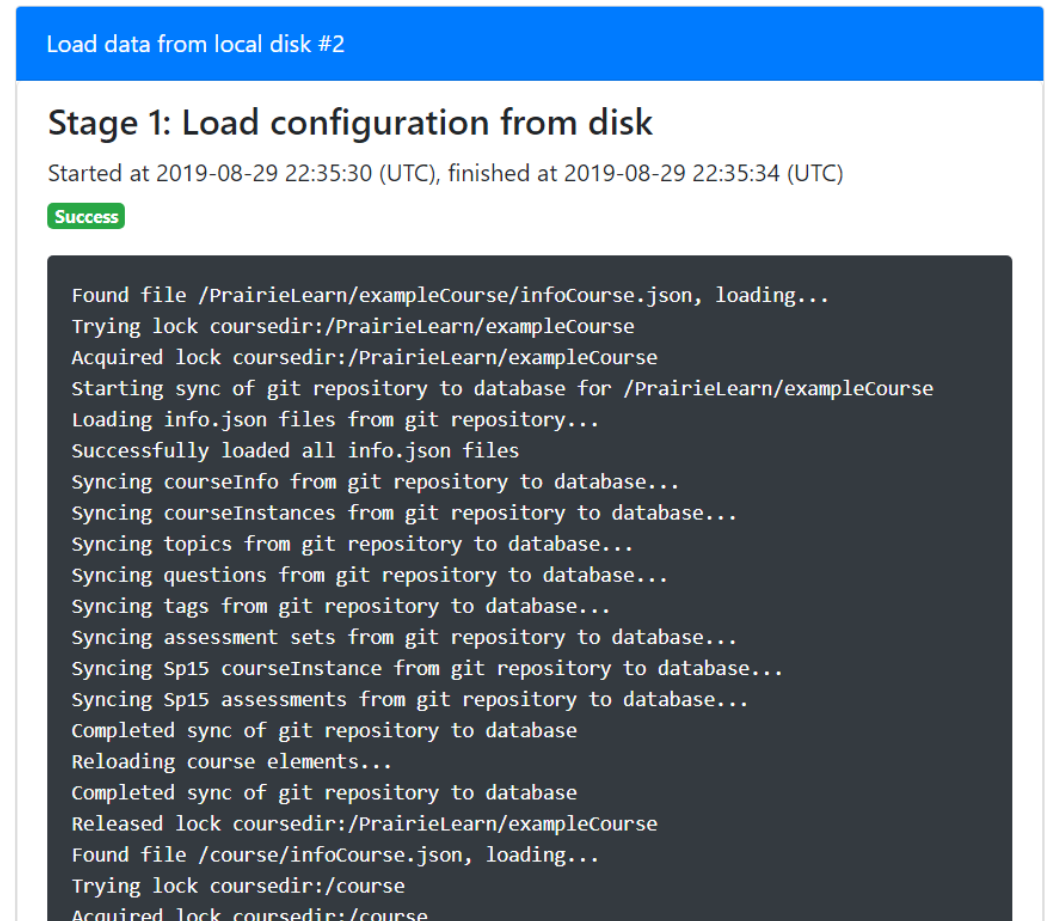 Load data from local disk #2
Stage 1: Load configuration from disk
Started at 2019-08-29 22:35:30 (UTC), finished at 2019-08-29 22:35:34 (UTC)
Success
Found file /PrairieLearn/exampleCourse/infoCourse.json, loading...
Trying lock coursedir:/PrairieLearn/exampleCourse
Acquired lock coursedir:/PrairieLearn/exampleCourse
Starting sync of git repository to database for /PrairieLearn/exampleCourse
Loading info.json files from git repository...
Successfully loaded all info.json files
Syncing courseInfo from git repository to database...
Syncing courseInstances from git repository to database...
Syncing topics from git repository to database...
Syncing questions from git repository to database...
Syncing tags from git repository to database...
Syncing assessment sets from git repository to database...
Syncing Sp15 courseInstance from git repository to database...
Syncing Sp15 assessments from git repository to database...
Completed sync of git repository to database
Reloading course elements...
Completed sync of git repository to database
Released lock coursedir:/PrairieLearn/exampleCourse
Found file /course/infoCourse.json, loading...
Trying lock coursedir:/course
Acquired lock coursedir:/course